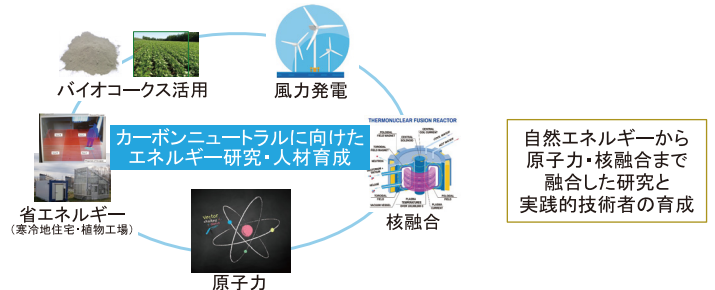 バイオコークス活用
風力発電
カーボンニュートラルに向けた
エネルギー研究・人材育成
THERMONUCLEAR FUSION REACTOR
省エネルギー
(寒冷地住宅・植物工場)
vector
核融合
原子力
自然エネルギーから
原子力・核融合まで
融合した研究と
実践的技術者の育成